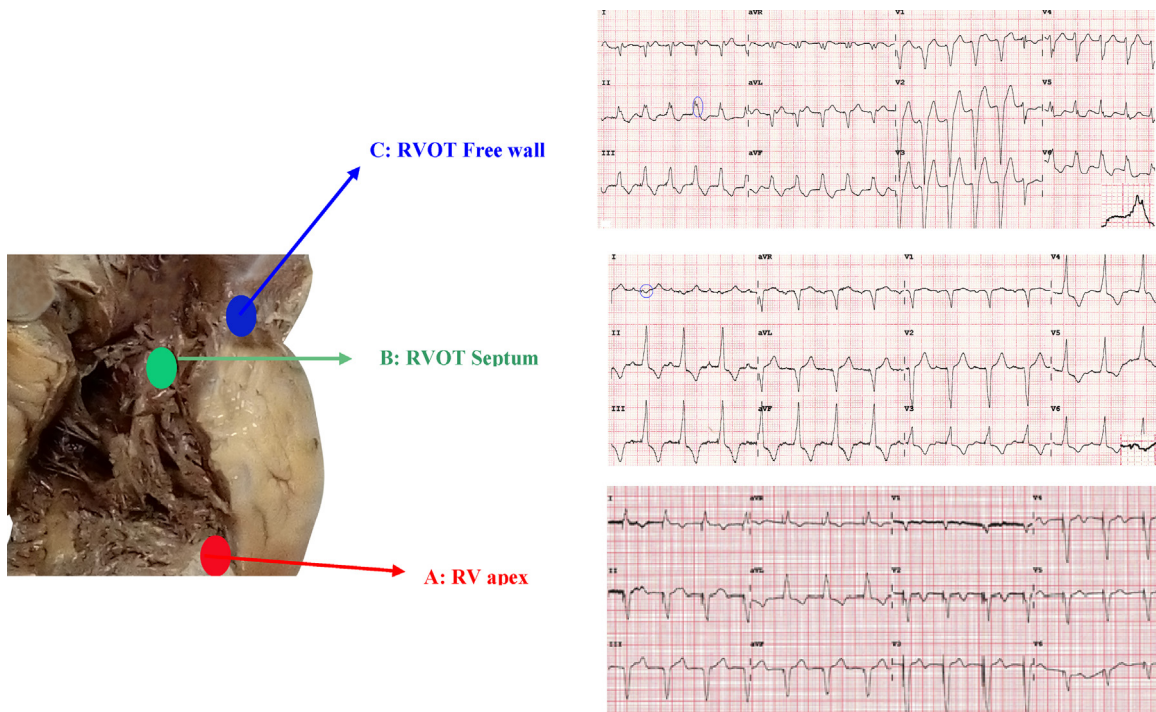 C: RVOT Free wall
B: RVOT Septum
A: RV apex
I aVR V1 V4
II aVL V2 V5
III aVF V3 V6
I aVR V1 V4
II aVL V2 V5
III aVF V3 V6
I aVR V1 V4
II aVL V2 V5
III aVF V3 V6